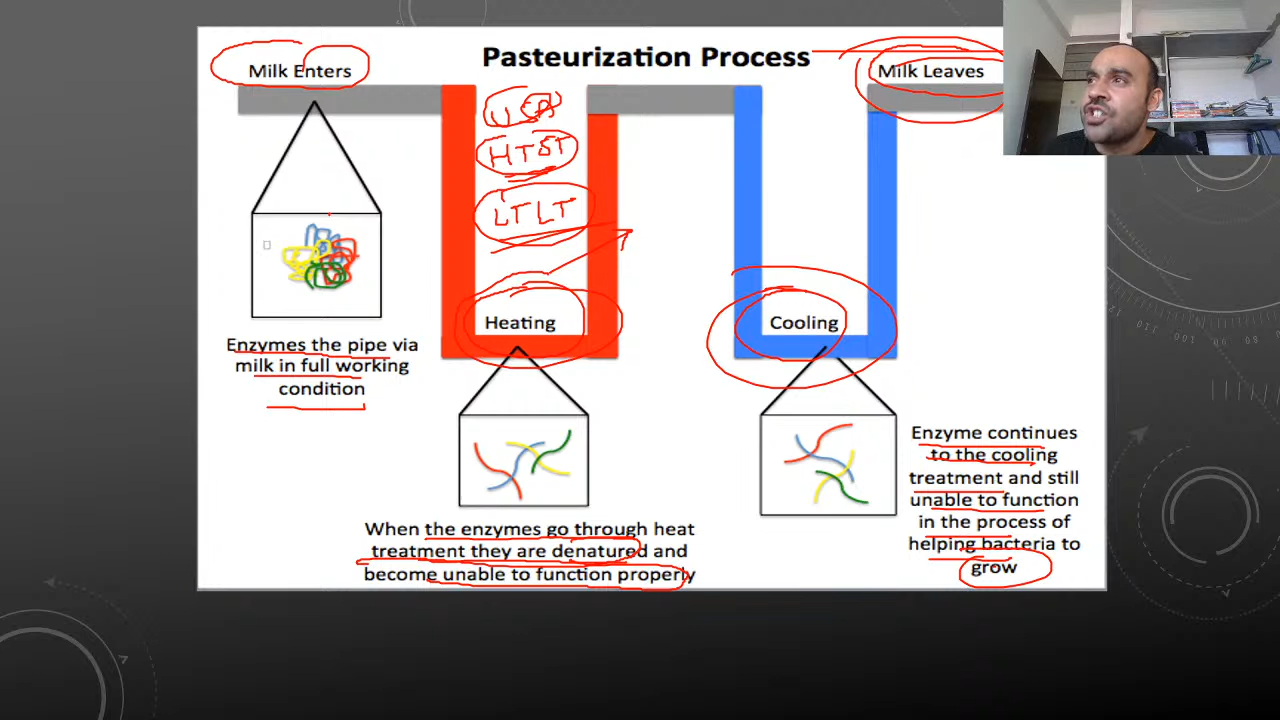 Pasteurization Process
Milk Enters
Milk Leaves
HTST
LTLT
Heating
Cooling
Enzymes the pipe via
milk in full working
condition
When the enzymes go through heat
treatment they are denatured and
become unable to function properly
Enzyme continues
to the cooling
treatment and still
unable to function
in the process of
helping bacteria to
grow